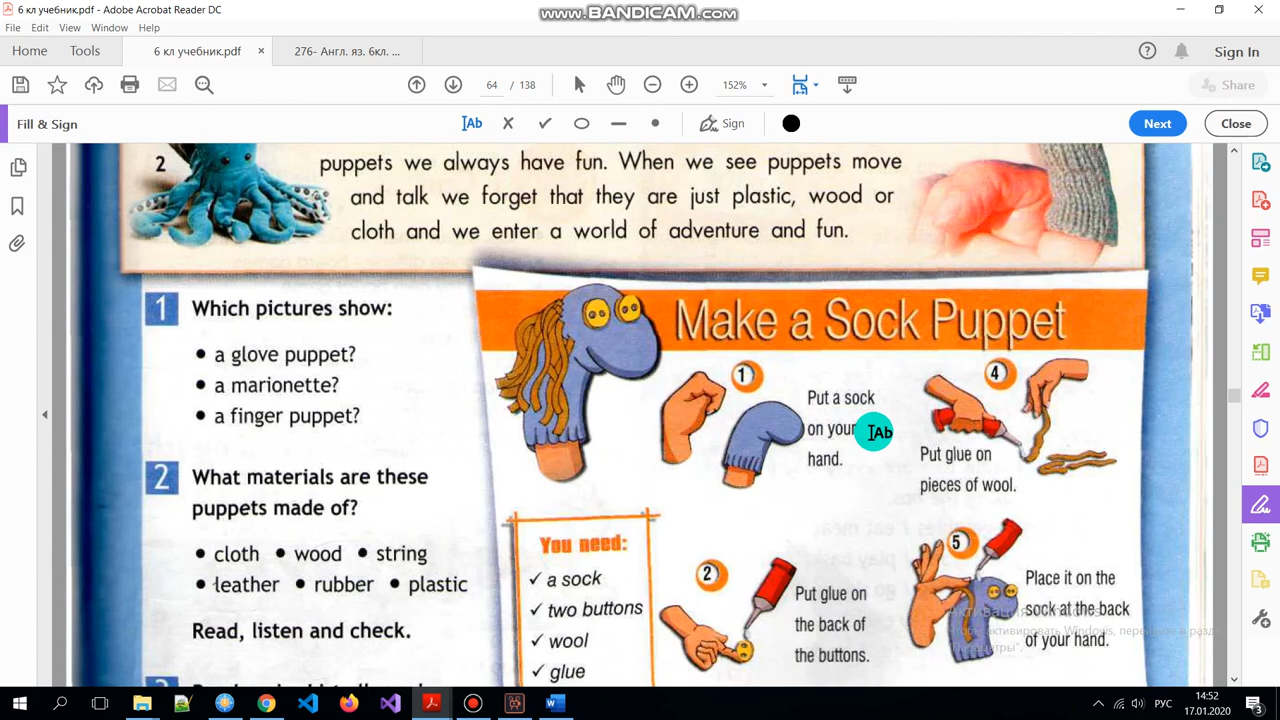 6 кл учебник.pdf - Adobe Acrobat Reader DC
WWW.BANDICAM.COM
File Edit View Window Help
Home Tools 6 кл учебник.pdf × 276- Англ. яз. 6кл. ... Sign In
64 / 138 152% Share
Fill & Sign Ab Sign Next Close
2
puppets we always have fun. When we see puppets move
and talk we forget that they are just plastic, wood or
cloth and we enter a world of adventure and fun.
1 Which pictures show:
• a glove puppet?
• a marionette?
• a finger puppet?
2 What materials are these
puppets made of?
• cloth • wood • string
• leather • rubber • plastic
Read, listen and check.
Make a Sock Puppet
1
Put a sock
on your
hand.
Ab
4
Put glue on
pieces of wool.
You need:
✓ a sock
✓ two buttons
✓ wool
✓ glue
2
Put glue on
the back of
the buttons.
5
Place it on the
sock at the back
of your hand.
14:52
РУС
17.01.2020
3